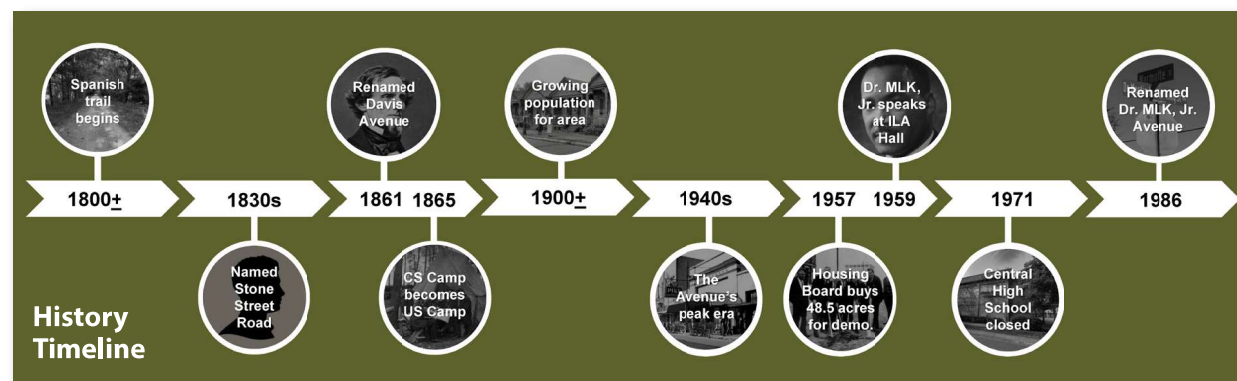 Spanish
trail
begins
1800±
1830s
Named
Stone
Street
Road
Renamed
Davis
Avenue
1861 1865
CS Camp
becomes
US Camp
Growing
population
for area
1900±
1940s
The
Avenue's
peak era
1957 1959
Housing
Board buys
48.5 acres
for demo.
Dr. MLK,
Jr. speaks
at ILA
Hall
1971
Central
High
School
closed
Renamed
Dr. MLK, Jr.
Avenue
1986
History
Timeline